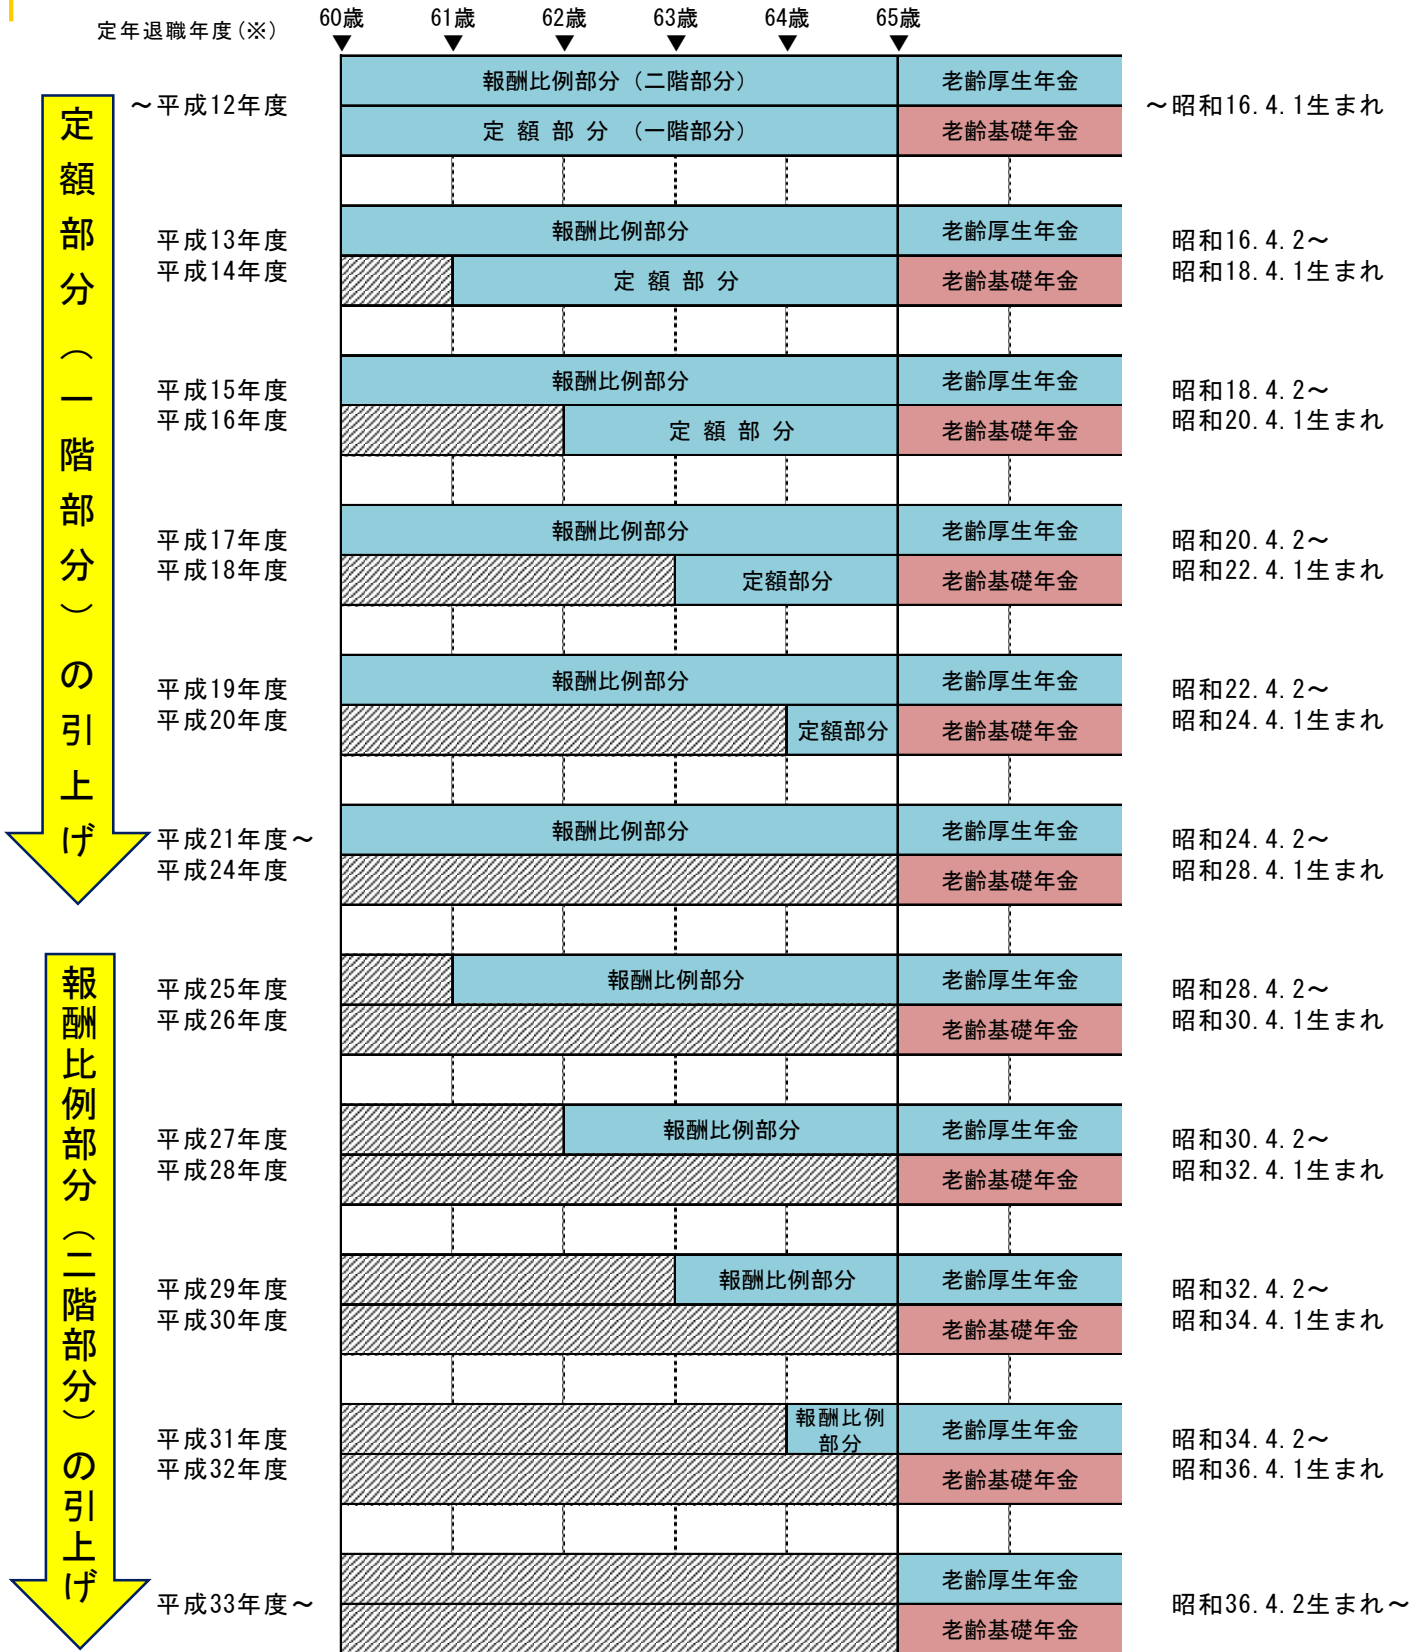 定年退職年度(※)
60歳 61歳 62歳 63歳 64歳 65歳
定額部分（一階部分）の引上げ
～平成12年度
報酬比例部分（二階部分）
老齢厚生年金
定額部分（一階部分）
老齢基礎年金
～昭和16.4.1生まれ
平成13年度
平成14年度
報酬比例部分
老齢厚生年金
定額部分
老齢基礎年金
昭和16.4.2～
昭和18.4.1生まれ
平成15年度
平成16年度
報酬比例部分
老齢厚生年金
定額部分
老齢基礎年金
昭和18.4.2～
昭和20.4.1生まれ
平成17年度
平成18年度
報酬比例部分
老齢厚生年金
定額部分
老齢基礎年金
昭和20.4.2～
昭和22.4.1生まれ
平成19年度
平成20年度
報酬比例部分
老齢厚生年金
定額部分
老齢基礎年金
昭和22.4.2～
昭和24.4.1生まれ
平成21年度～
平成24年度
報酬比例部分
老齢厚生年金
老齢基礎年金
昭和24.4.2～
昭和28.4.1生まれ
報酬比例部分（二階部分）の引上げ
平成25年度
平成26年度
報酬比例部分
老齢厚生年金
老齢基礎年金
昭和28.4.2～
昭和30.4.1生まれ
平成27年度
平成28年度
報酬比例部分
老齢厚生年金
老齢基礎年金
昭和30.4.2～
昭和32.4.1生まれ
平成29年度
平成30年度
報酬比例部分
老齢厚生年金
老齢基礎年金
昭和32.4.2～
昭和34.4.1生まれ
平成31年度
平成32年度
報酬比例
部分
老齢厚生年金
老齢基礎年金
昭和34.4.2～
昭和36.4.1生まれ
平成33年度～
老齢厚生年金
老齢基礎年金
昭和36.4.2生まれ～